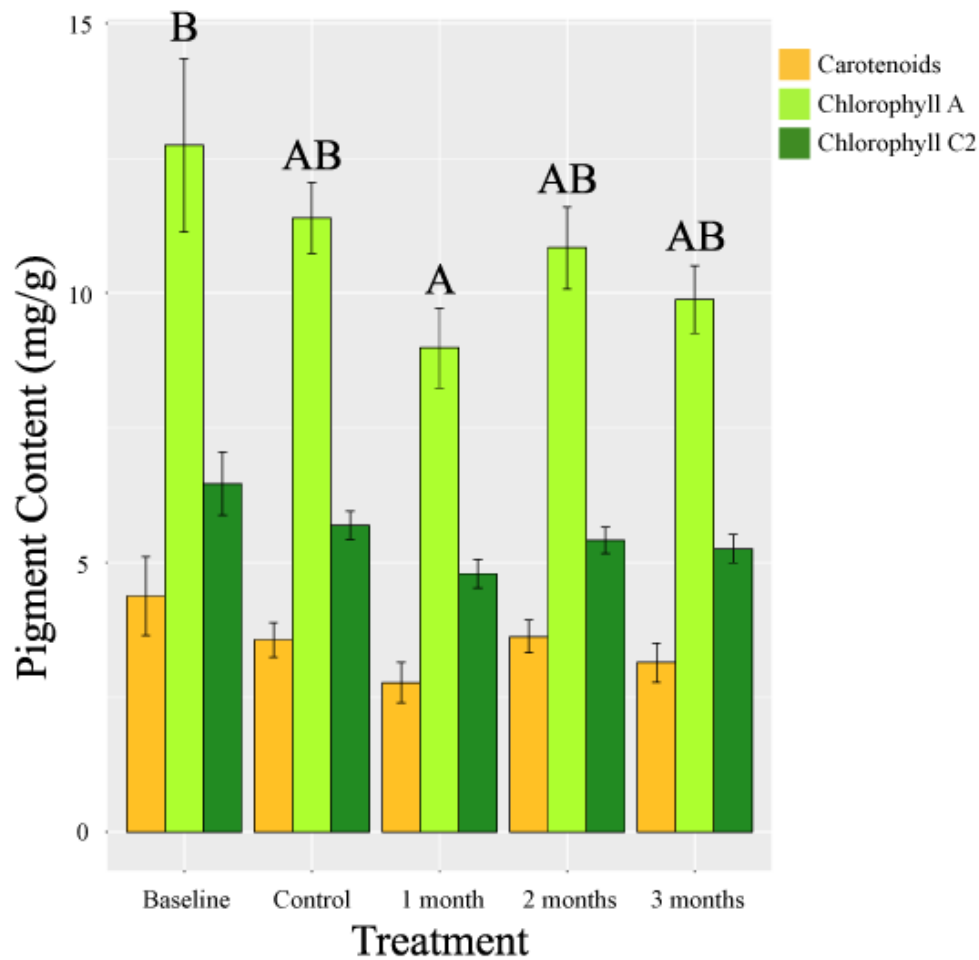 15
B
Carotenoids
Chlorophyll A
Chlorophyll C2
AB
AB
AB
A
10
Pigment Content (mg/g)
5
0
Baseline Control 1 month 2 months 3 months
Treatment